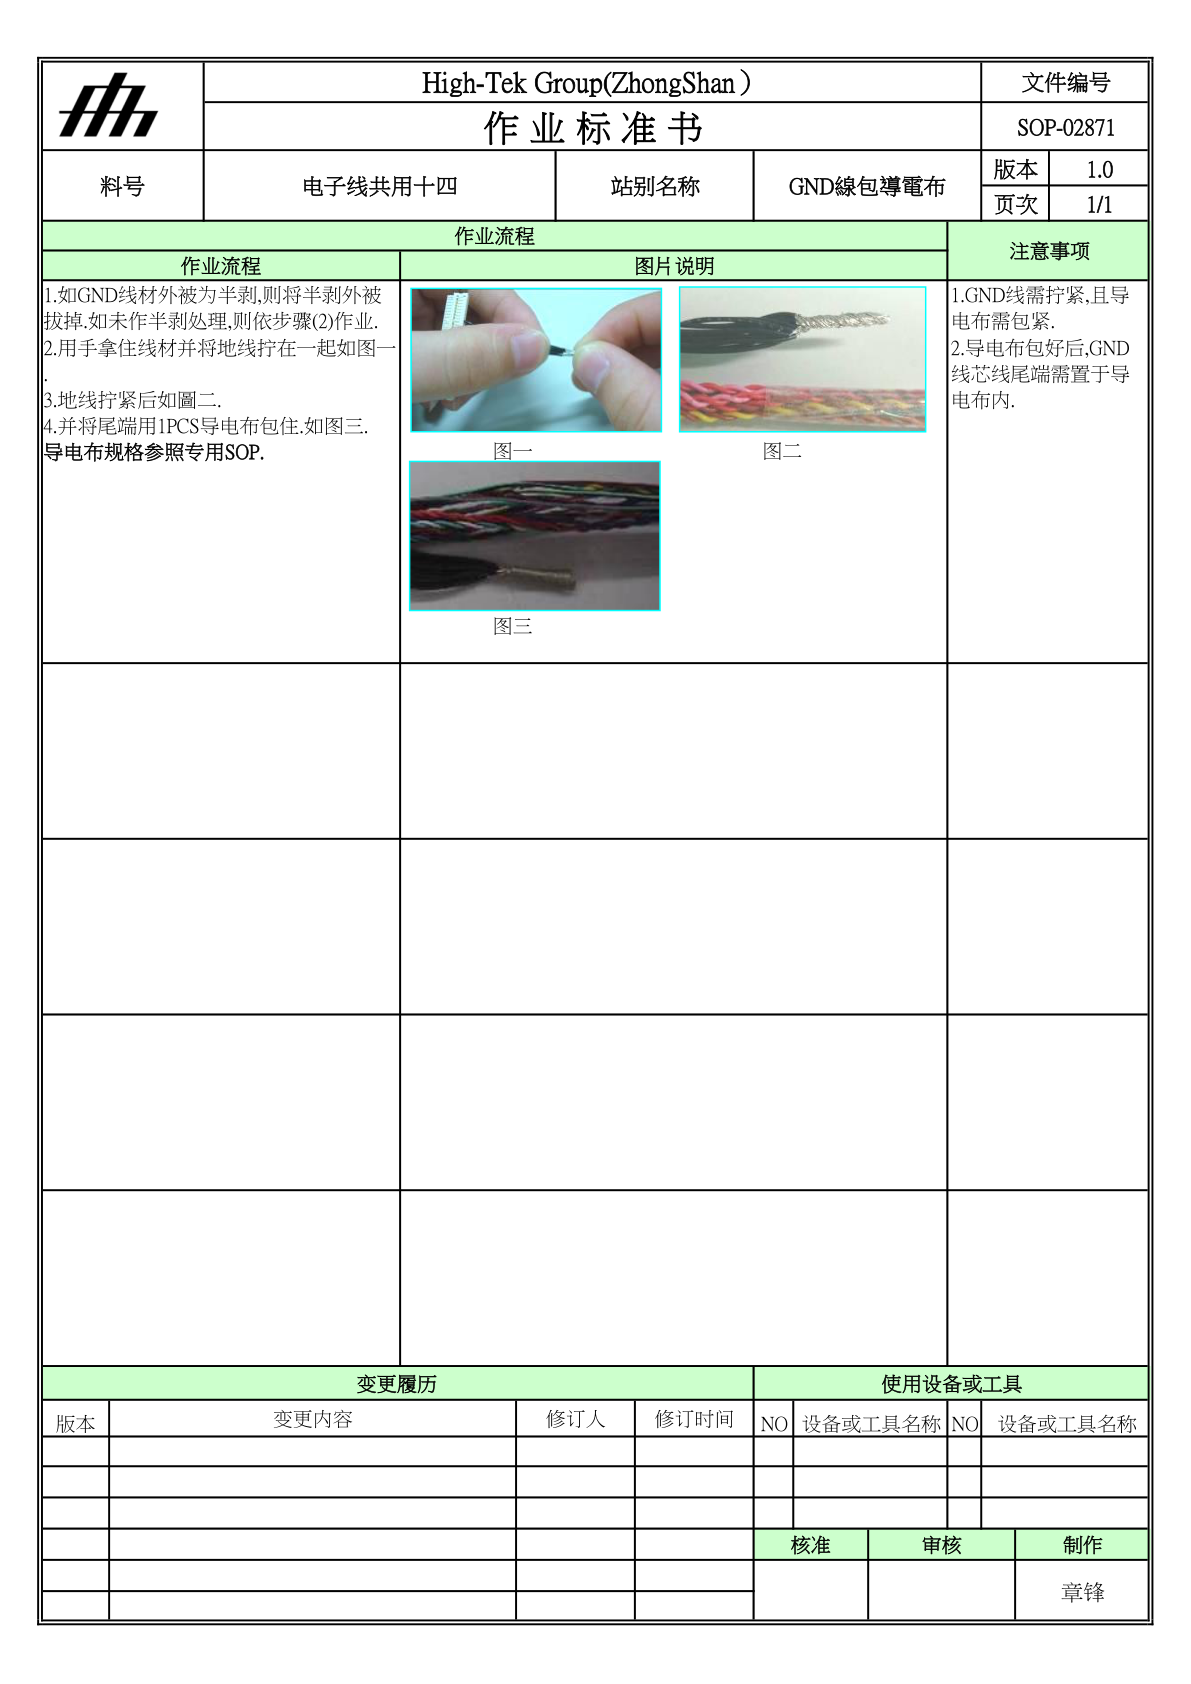 High-Tek Group(ZhongShan）
文件编号
作业标准书
SOP-02871
料号
电子线共用十四
站别名称
GND線包導電布
版本
1.0
页次
1/1
作业流程
注意事项
作业流程
图片说明
1.如GND线材外被为半剥,则将半剥外被
拔掉.如未作半剥处理,则依步骤(2)作业.
2.用手拿住线材并将地线拧在一起如图一
.
3.地线拧紧后如圖二.
4.并将尾端用1PCS导电布包住.如图三.
导电布规格参照专用SOP.
图一
图二
图三
1.GND线需拧紧,且导
电布需包紧.
2.导电布包好后,GND
线芯线尾端需置于导
电布内.
变更履历
使用设备或工具
版本
变更内容
修订人
修订时间
NO
设备或工具名称
NO
设备或工具名称
核准
审核
制作
章锋